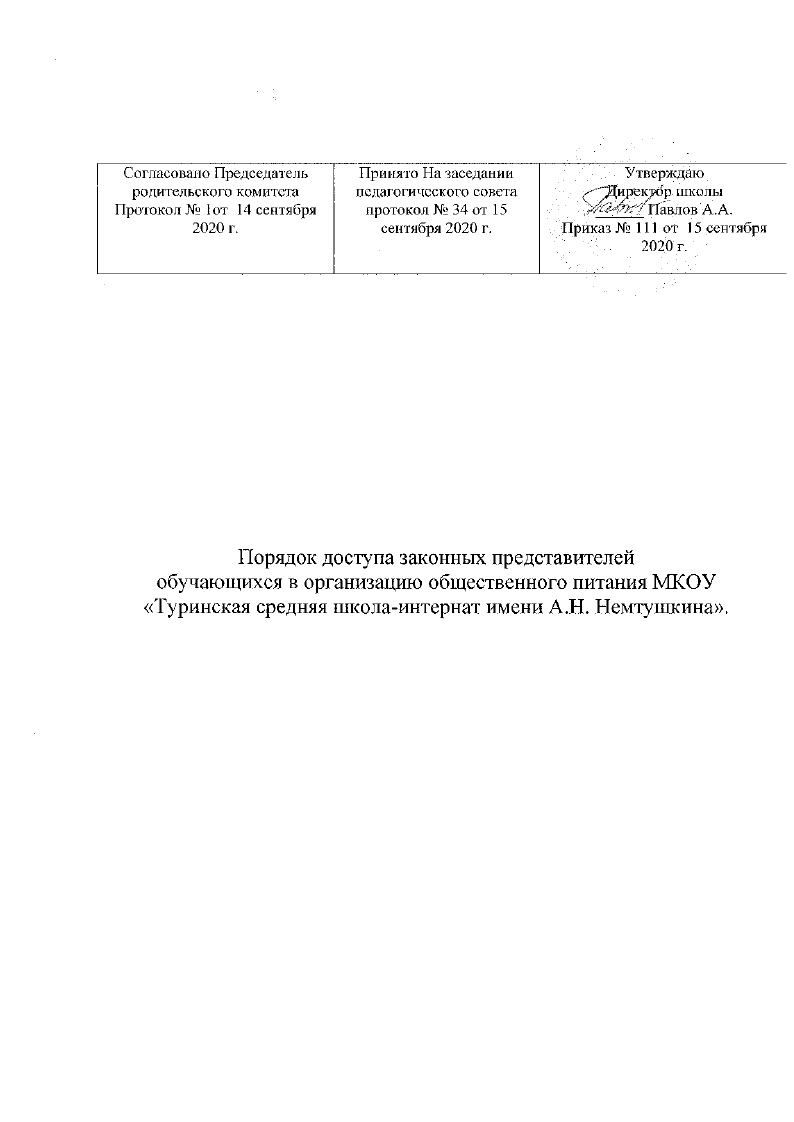 Согласовано Председатель
родительского комитета
Протокол № 1от 14 сентября
2020 г.
Принято На заседании
педагогического совета
протокол № 34 от 15
сентября 2020 г.
Утверждаю
Директор школы
Павлов А.А.
Приказ № 111 от 15 сентября
2020 г.
Порядок доступа законных представителей
обучающихся в организацию общественного питания МКОУ
«Туринская средняя школа-интернат имени А.Н. Немтушкина».